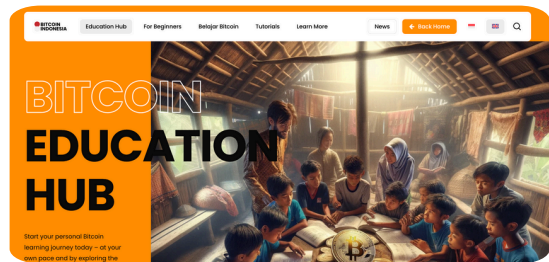 BITCOIN
INDONESIA
Education Hub
For Beginners
Belajar Bitcoin
Tutorials
Learn More
News
Back Home
BITCOIN
EDUCATION
HUB
Start your personal Bitcoin
learning journey today – at your
own pace and by exploring the